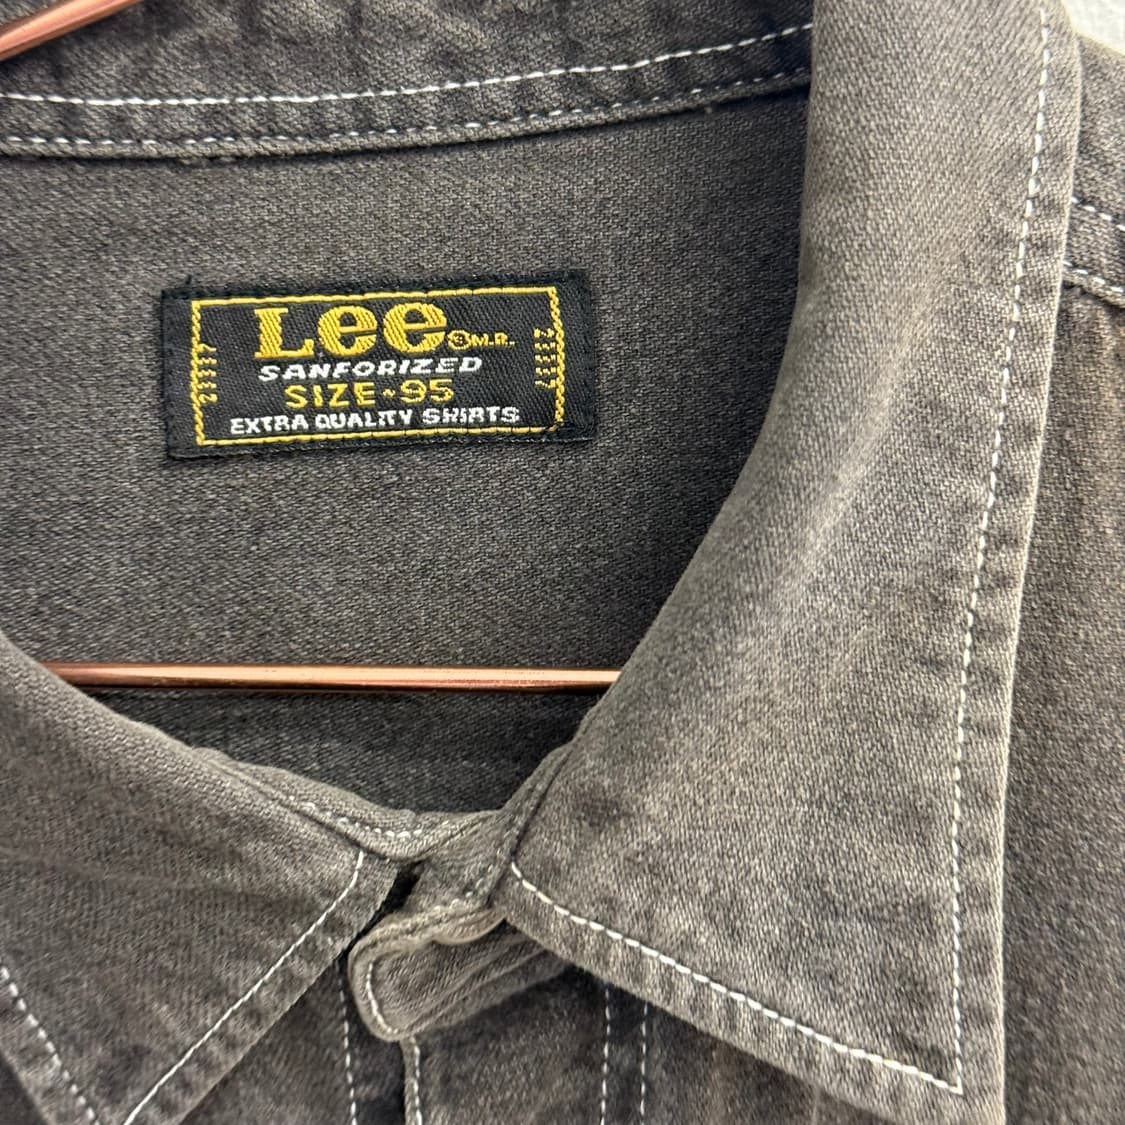 Lee ® M.R.
SANFORIZED
SIZE-95
EXTRA QUALITY SHIRTS